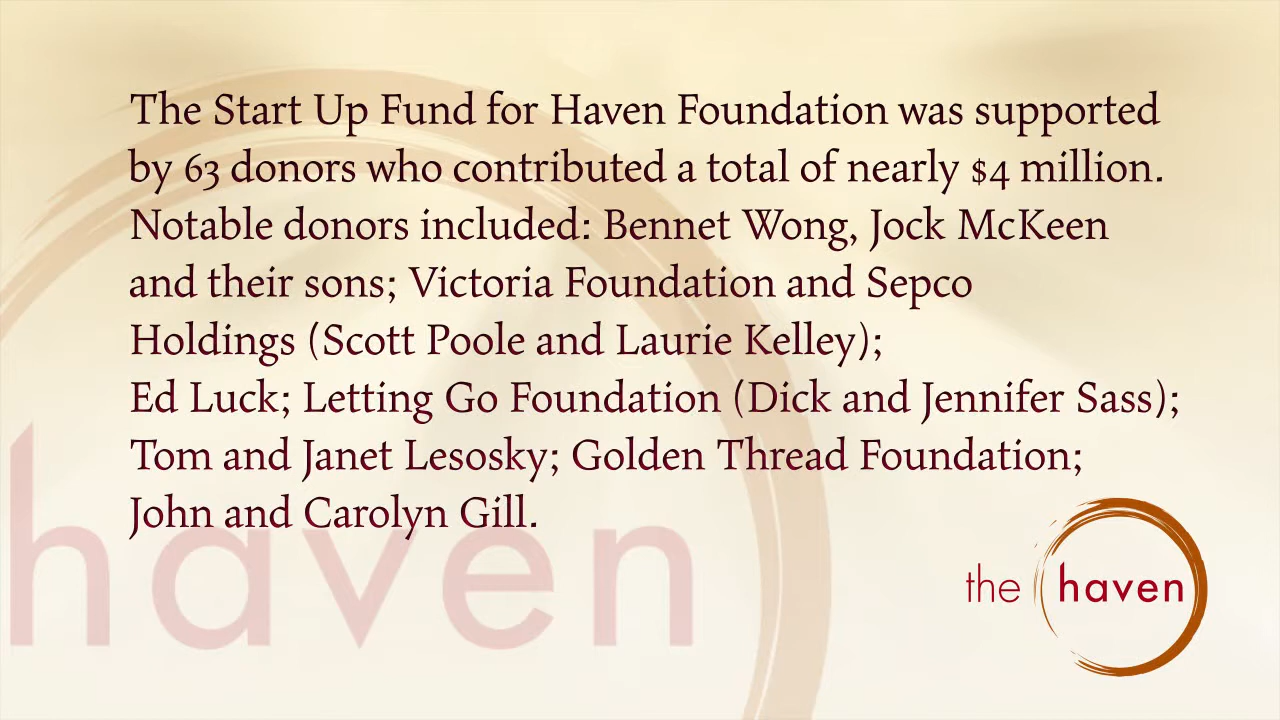 The Start Up Fund for Haven Foundation was supported
by 63 donors who contributed a total of nearly $4 million.
Notable donors included: Bennet Wong, Jock McKeen
and their sons; Victoria Foundation and Sepco
Holdings (Scott Poole and Laurie Kelley);
Ed Luck; Letting Go Foundation (Dick and Jennifer Sass);
Tom and Janet Lesosky; Golden Thread Foundation;
John and Carolyn Gill.
haven
the haven